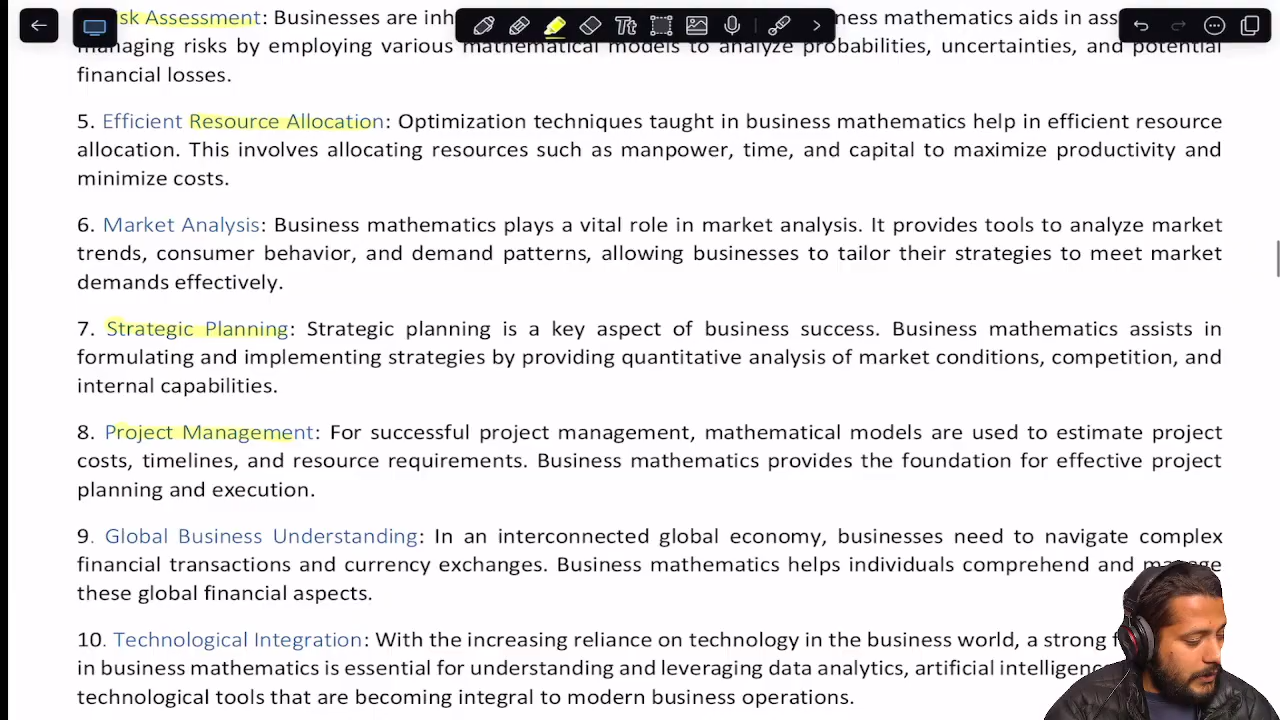 isk Assessment: Businesses are inh ness mathematics aids in ass
managing risks by employing various mathematical models to analyze probabilities, uncertainties, and potential
financial losses.
5. Efficient Resource Allocation: Optimization techniques taught in business mathematics help in efficient resource
allocation. This involves allocating resources such as manpower, time, and capital to maximize productivity and
minimize costs.
6. Market Analysis: Business mathematics plays a vital role in market analysis. It provides tools to analyze market
trends, consumer behavior, and demand patterns, allowing businesses to tailor their strategies to meet market
demands effectively.
7. Strategic Planning: Strategic planning is a key aspect of business success. Business mathematics assists in
formulating and implementing strategies by providing quantitative analysis of market conditions, competition, and
internal capabilities.
8. Project Management: For successful project management, mathematical models are used to estimate project
costs, timelines, and resource requirements. Business mathematics provides the foundation for effective project
planning and execution.
9. Global Business Understanding: In an interconnected global economy, businesses need to navigate complex
financial transactions and currency exchanges. Business mathematics helps individuals comprehend and manage
these global financial aspects.
10. Technological Integration: With the increasing reliance on technology in the business world, a strong
in business mathematics is essential for understanding and leveraging data analytics, artificial intelligenc
technological tools that are becoming integral to modern business operations.